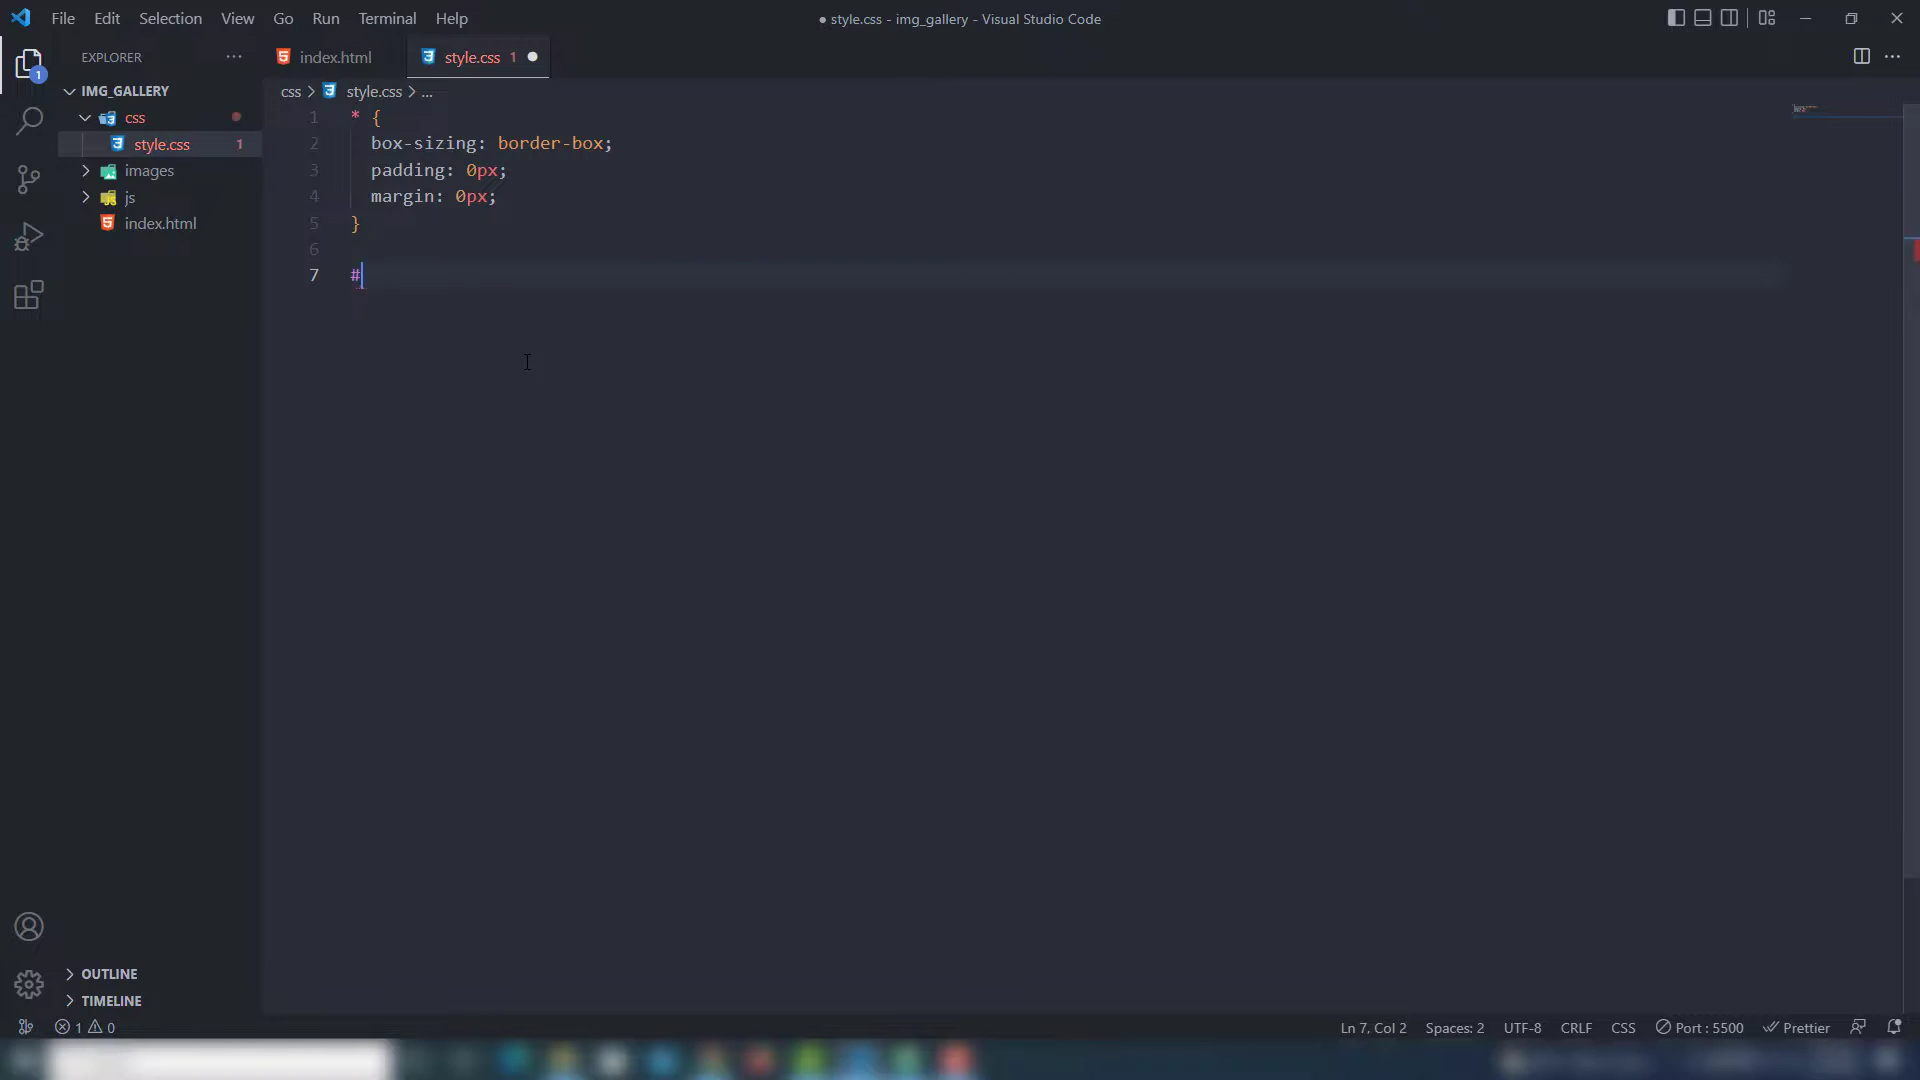 File Edit Selection View Go Run Terminal Help
● style.css - img_gallery - Visual Studio Code
EXPLORER
index.html
style.css 1
IMG_GALLERY
css
style.css 1
images
js
index.html
css > style.css > ...
1 * {
2 box-sizing: border-box;
3 padding: 0px;
4 margin: 0px;
5 }
6
7 #
1
OUTLINE
TIMELINE
1 0
Ln 7, Col 2 Spaces: 2 UTF-8 CRLF CSS Port : 5500 Prettier